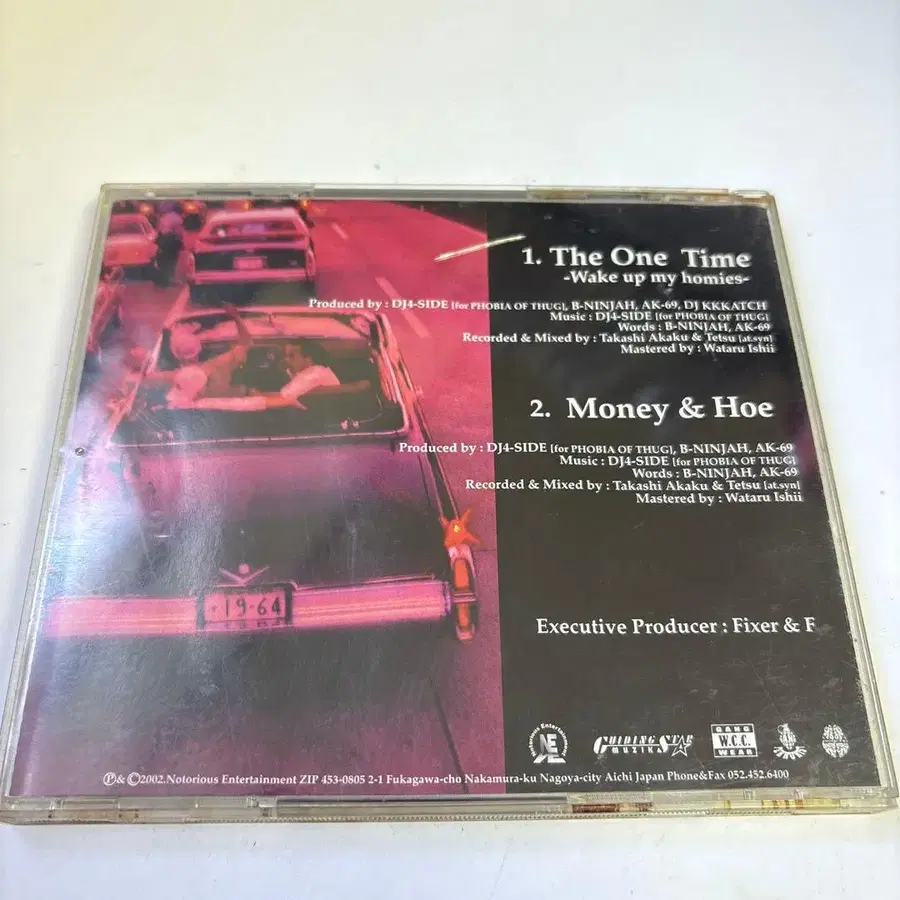 1. The One Time
-Wake up my homies-
Produced by : DJ4-SIDE [for PHOBIA OF THUG], B-NINJAH, AK-69, DJ KKKATCH
Music : DJ4-SIDE [for PHOBIA OF THUG]
Words : B-NINJAH, AK-69
Recorded & Mixed by : Takashi Akaku & Tetsu [at.syn]
Mastered by : Wataru Ishii
2. Money & Hoe
Produced by : DJ4-SIDE [for PHOBIA OF THUG], B-NINJAH, AK-69
Music : DJ4-SIDE [for PHOBIA OF THUG]
Words : B-NINJAH, AK-69
Recorded & Mixed by : Takashi Akaku & Tetsu [at.syn]
Mastered by : Wataru Ishii
19-64
Executive Producer : Fixer & F
Notorious Entertainment
NE
GUIDING STAR
MUZIK
GANG
W.C.C.
WEAR
Ⓟ& ©2002.Notorious Entertainment ZIP 453-0805 2-1 Fukagawa-cho Nakamura-ku Nagoya-city Aichi Japan Phone&Fax 052.452.6400